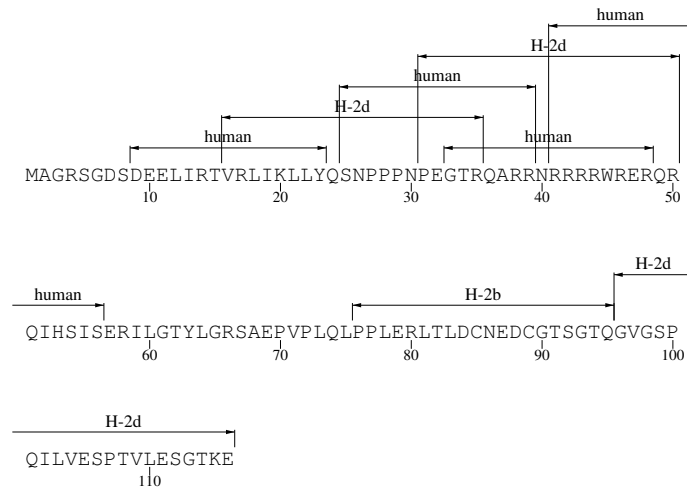 human
H-2d
human
H-2d
human human
MAGRSGDSDEELIRTVRLIKLLYQSNPPPNPEGTRQARRNRRRRWRERQR
10 20 30 40 50
H-2d
human H-2b
QIHSISERILGTYLGRSAEPVPLQLPPLERLTLDCNEDCGTSGTQGVGSP
60 70 80 90 100
H-2d
QILVESPTVLESGTKE
110